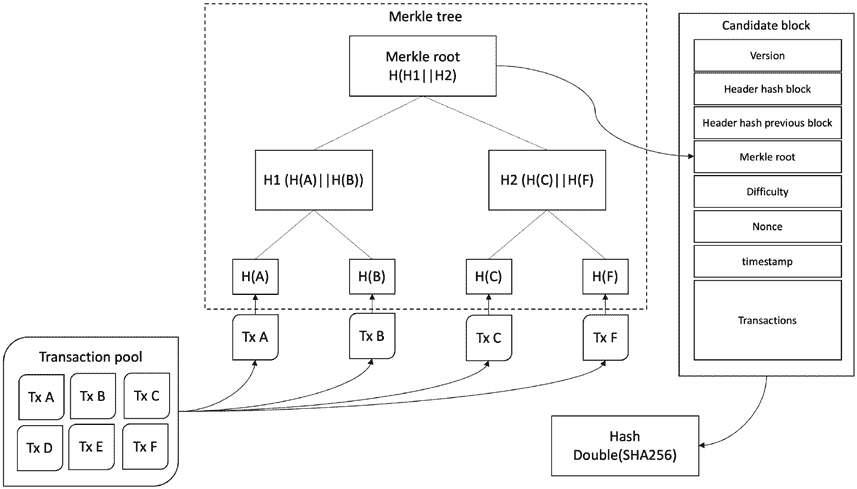 Merkle tree
Merkle root
H(H1||H2)
H1 (H(A)||H(B))
H2 (H(C)||H(F)
H(A)
H(B)
H(C)
H(F)
Tx A
Tx B
Tx C
Tx F
Transaction pool
Tx A
Tx B
Tx C
Tx D
Tx E
Tx F
Candidate block
Version
Header hash block
Header hash previous block
Merkle root
Difficulty
Nonce
timestamp
Transactions
Hash
Double(SHA256)